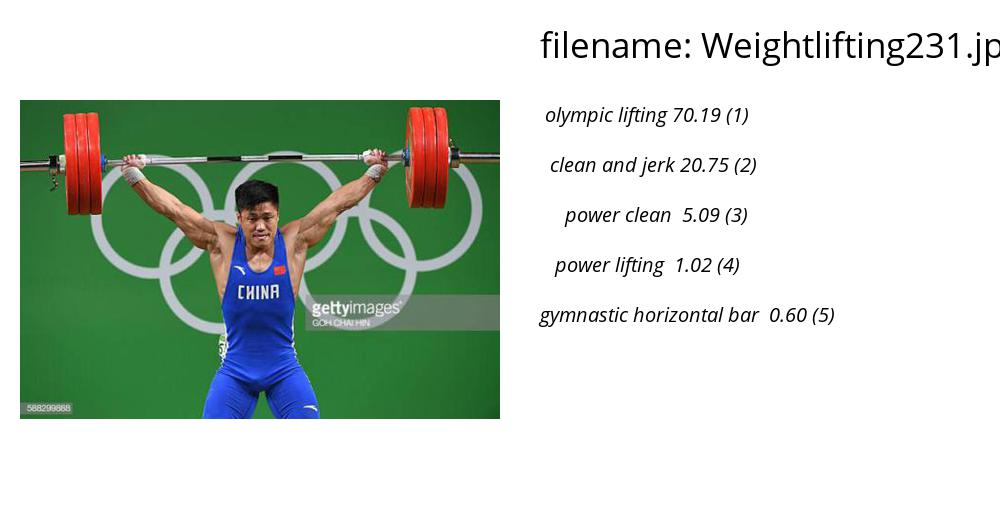 filename: Weightlifting231.jp
olympic lifting 70.19 (1)
clean and jerk 20.75 (2)
power clean 5.09 (3)
power lifting 1.02 (4)
gymnastic horizontal bar 0.60 (5)
CHINA
gettyimages®
GOH CHAI HIN
588299888